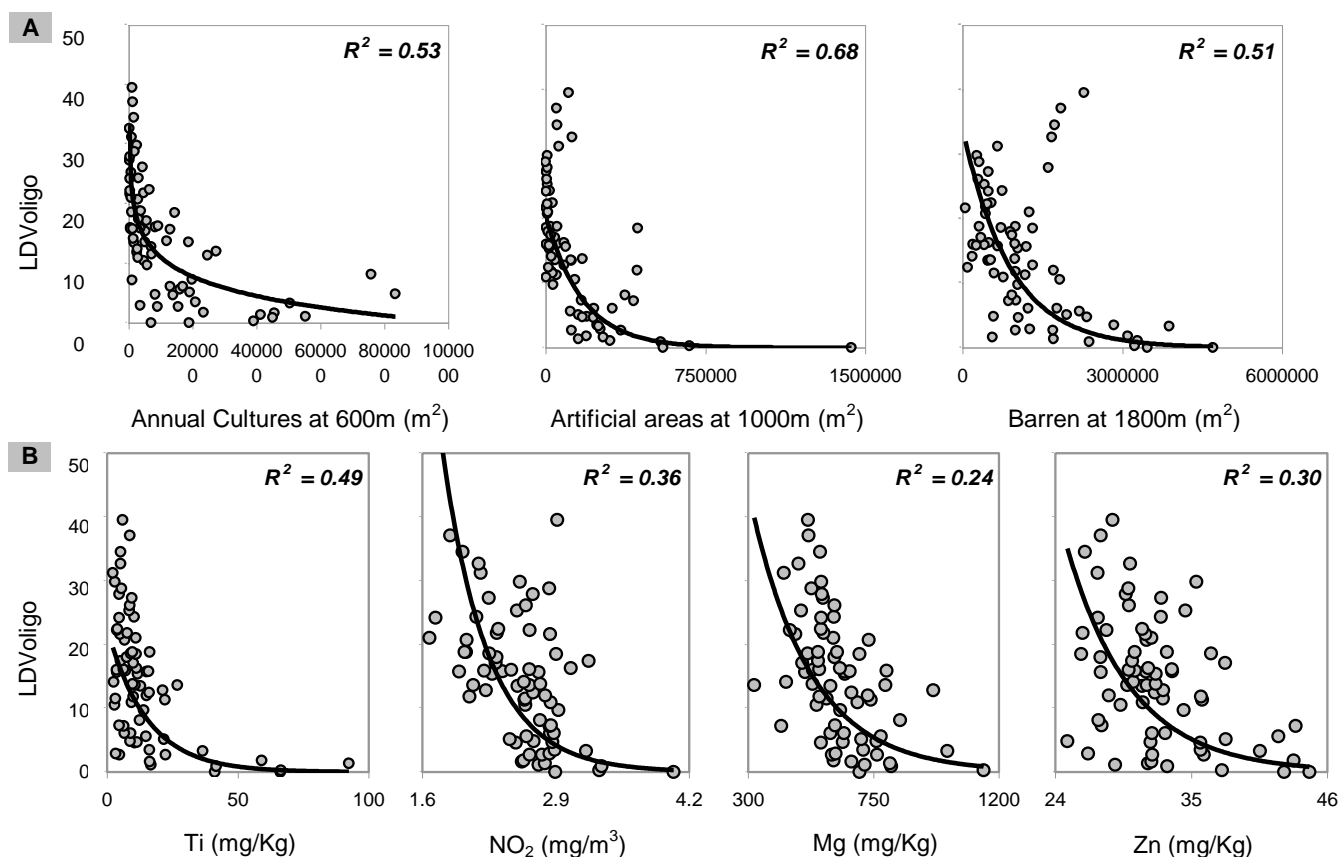 A
R² = 0.53
R² = 0.68
R² = 0.51
LDVoligo
50
40
30
20
10
0
0 20000 40000 60000 80000 10000
0 0 0 0 00
0 750000 1500000
0 3000000 6000000
Annual Cultures at 600m (m²)
Artificial areas at 1000m (m²)
Barren at 1800m (m²)
B
R² = 0.49
R² = 0.36
R² = 0.24
R² = 0.30
LDVoligo
50
40
30
20
10
0
0 50 100
1.6 2.9 4.2
300 750 1200
24 35 46
Ti (mg/Kg)
NO₂ (mg/m³)
Mg (mg/Kg)
Zn (mg/Kg)